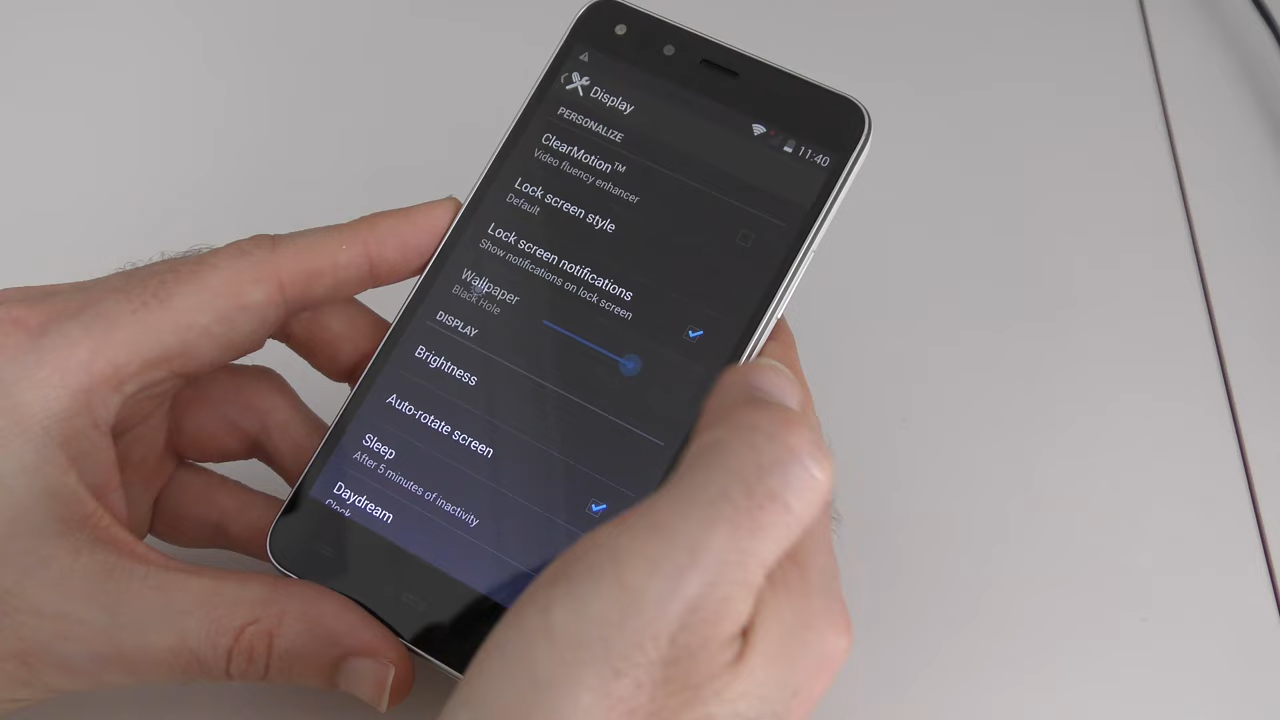 Display
11:40
PERSONALIZE
ClearMotion™
Video fluency enhancer
Lock screen style
Default
Lock screen notifications
Show notifications on lock screen
Wallpaper
Black Hole
DISPLAY
Brightness
Auto-rotate screen
Sleep
After 5 minutes of inactivity
Daydream
Clock